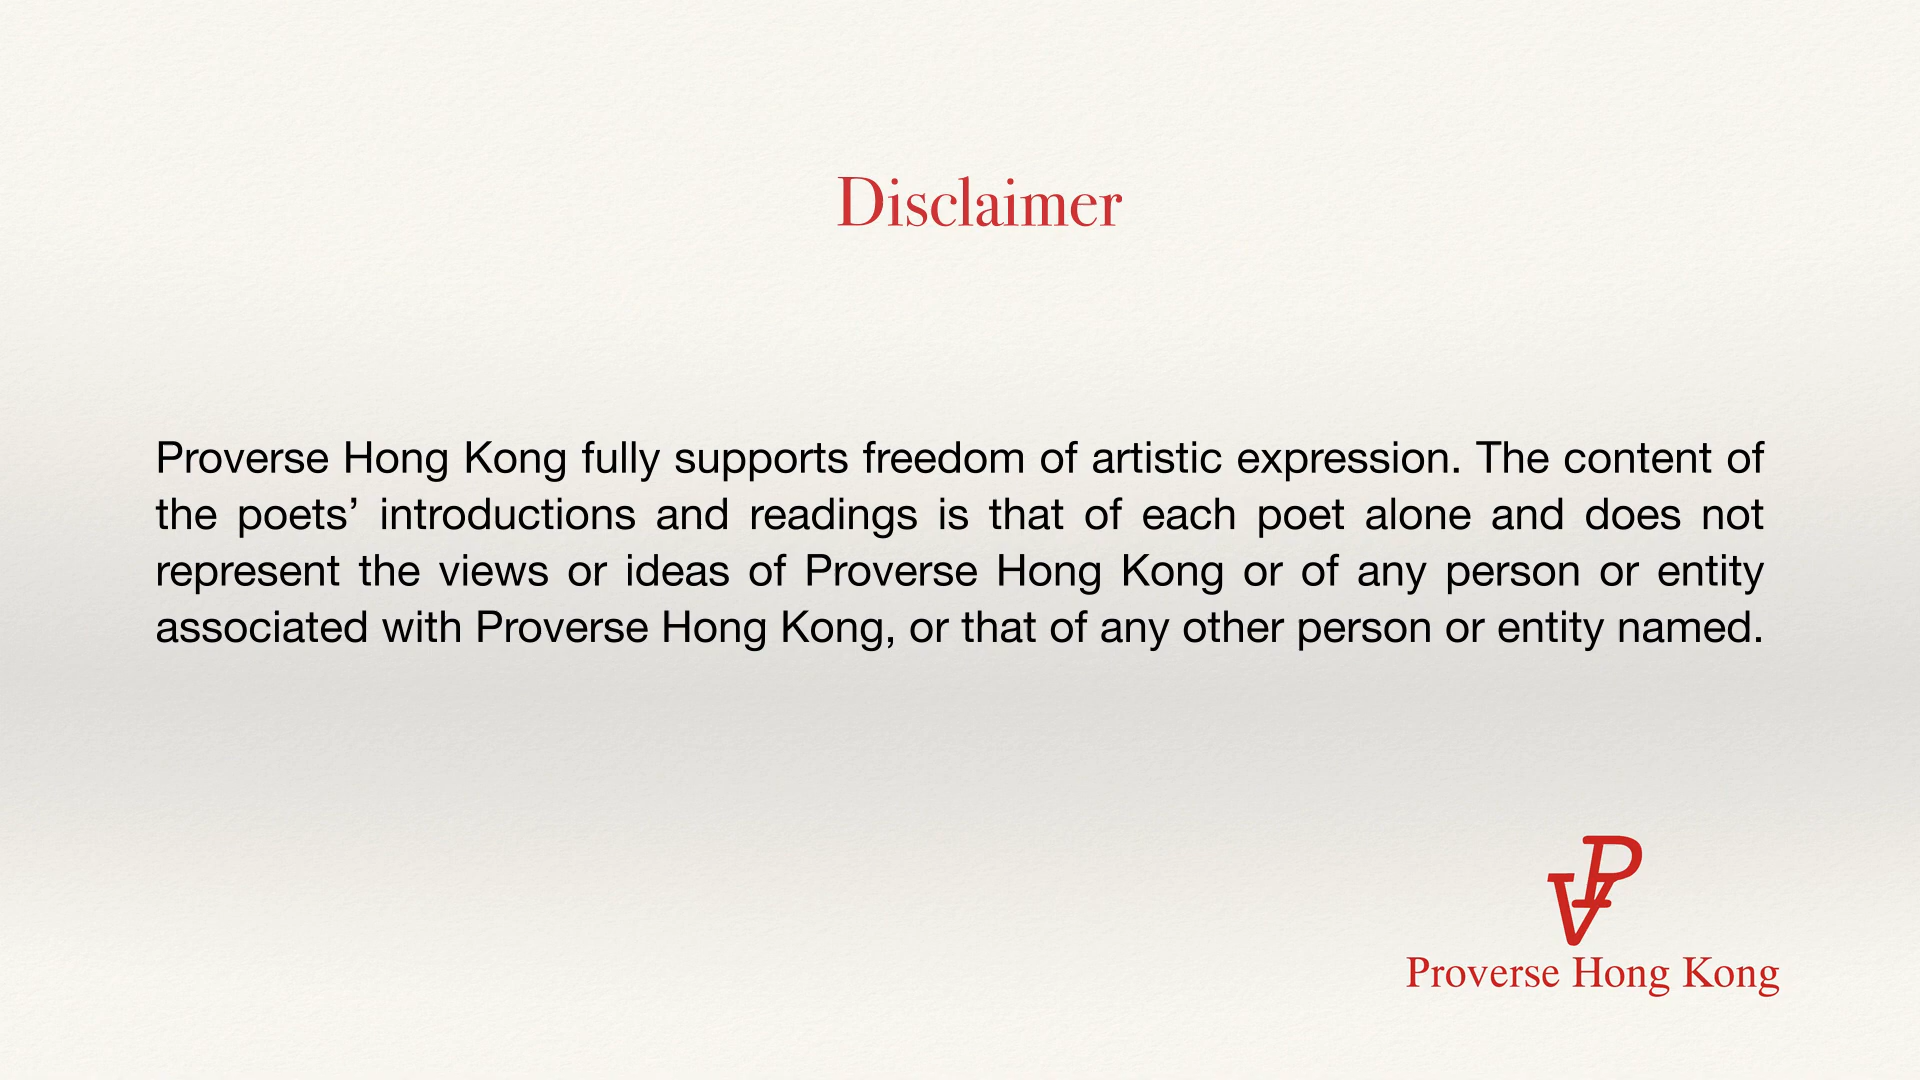 Disclaimer
Proverse Hong Kong fully supports freedom of artistic expression. The content of
the poets’ introductions and readings is that of each poet alone and does not
represent the views or ideas of Proverse Hong Kong or of any person or entity
associated with Proverse Hong Kong, or that of any other person or entity named.
PV
Proverse Hong Kong